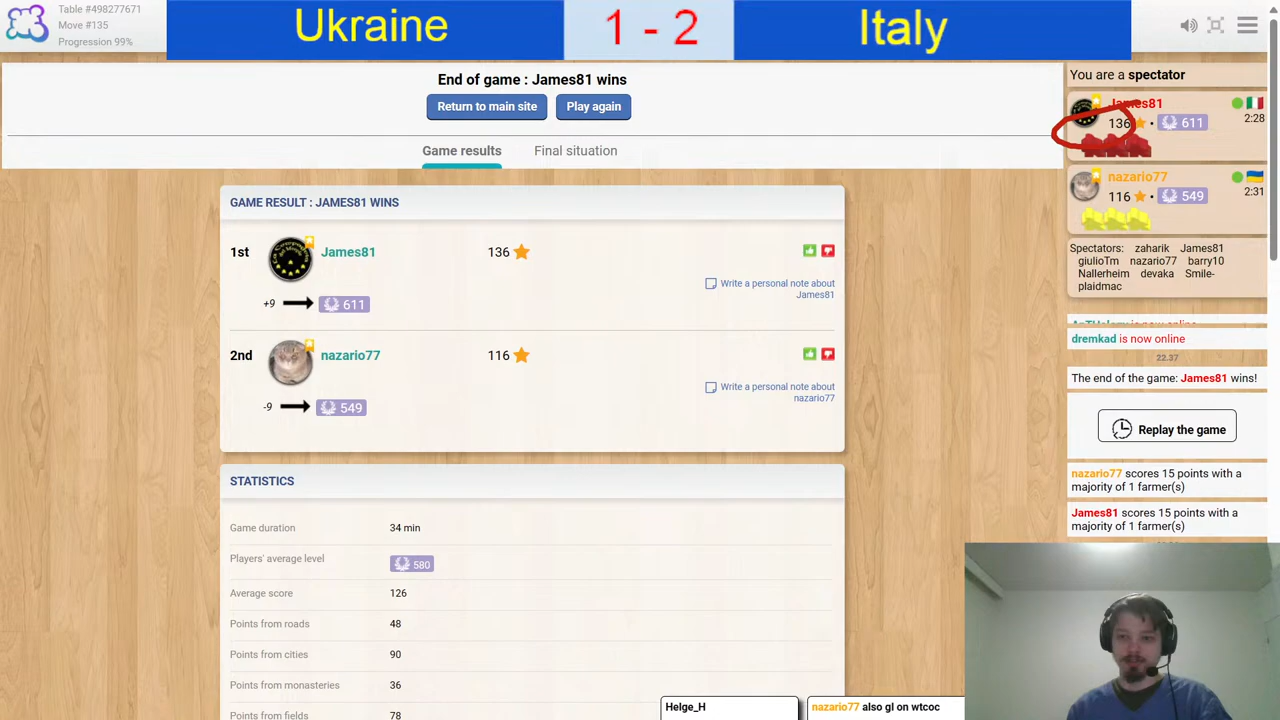 Table #498277671
Move #135
Progression 99%
Ukraine
1 - 2
Italy
End of game : James81 wins
Return to main site
Play again
Game results
Final situation
You are a spectator
James81
136 • 611
2:28
nazario77
116 • 549
2:31
Spectators: zaharik James81
giulioTm nazario77 barry10
Nallerheim devaka Smile-
plaidmac
GAME RESULT : JAMES81 WINS
1st
James81
136
Write a personal note about
James81
+9
611
2nd
nazario77
116
Write a personal note about
nazario77
-9
549
is now online
dremkad is now online
22.37
The end of the game: James81 wins!
Replay the game
nazario77 scores 15 points with a
majority of 1 farmer(s)
James81 scores 15 points with a
majority of 1 farmer(s)
STATISTICS
Game duration
34 min
Players' average level
580
Average score
126
Points from roads
48
Points from cities
90
Points from monasteries
36
Points from fields
78
Helge_H
nazario77 also gl on wtcoc